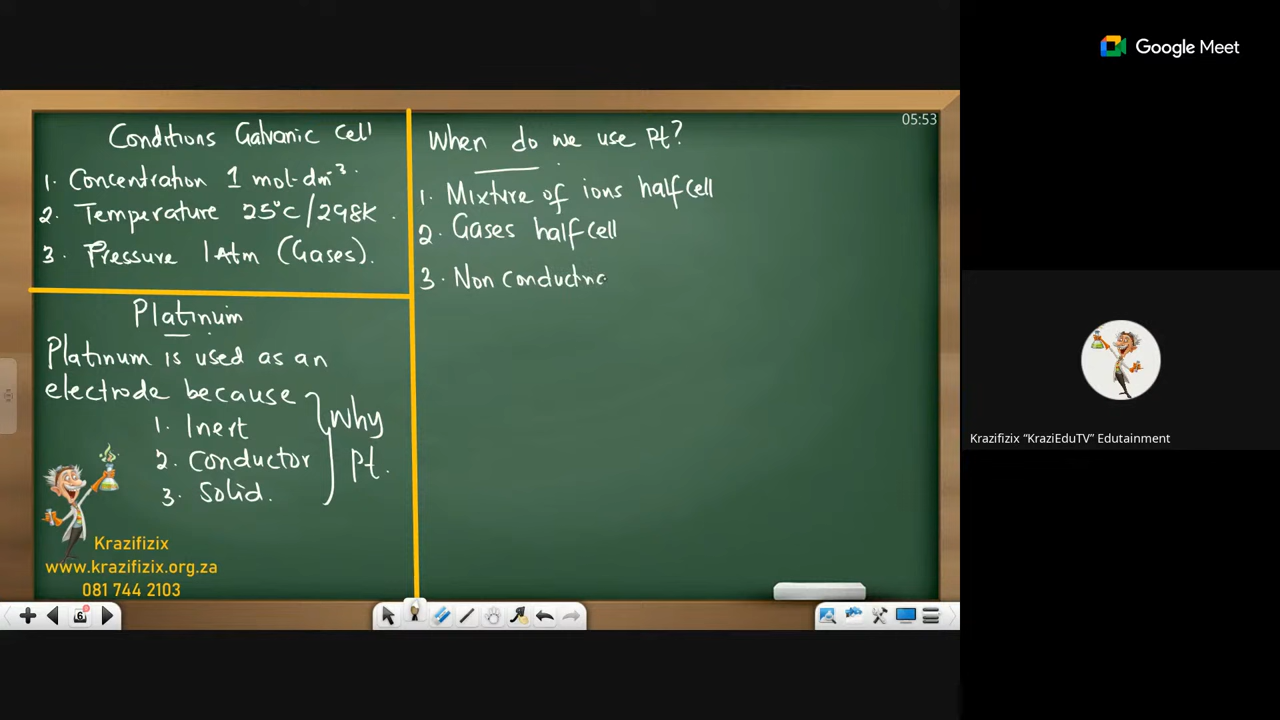 Google Meet
05:53
Conditions Galvanic Cell
1. Concentration 1 mol·dm⁻³.
2. Temperature 25°C/298K.
3. Pressure 1Atm (Gases).
Platinum
Platinum is used as an
electrode because
1. Inert
2. Conductor
3. Solid.
Why
Pt.
Krazifizix
www.krazifizix.org.za
081 744 2103
When do we use Pt?
1. Mixture of ions half cell
2. Gases half cell
3. Non conductno
6
Krazifizix "KraziEduTV" Edutainment